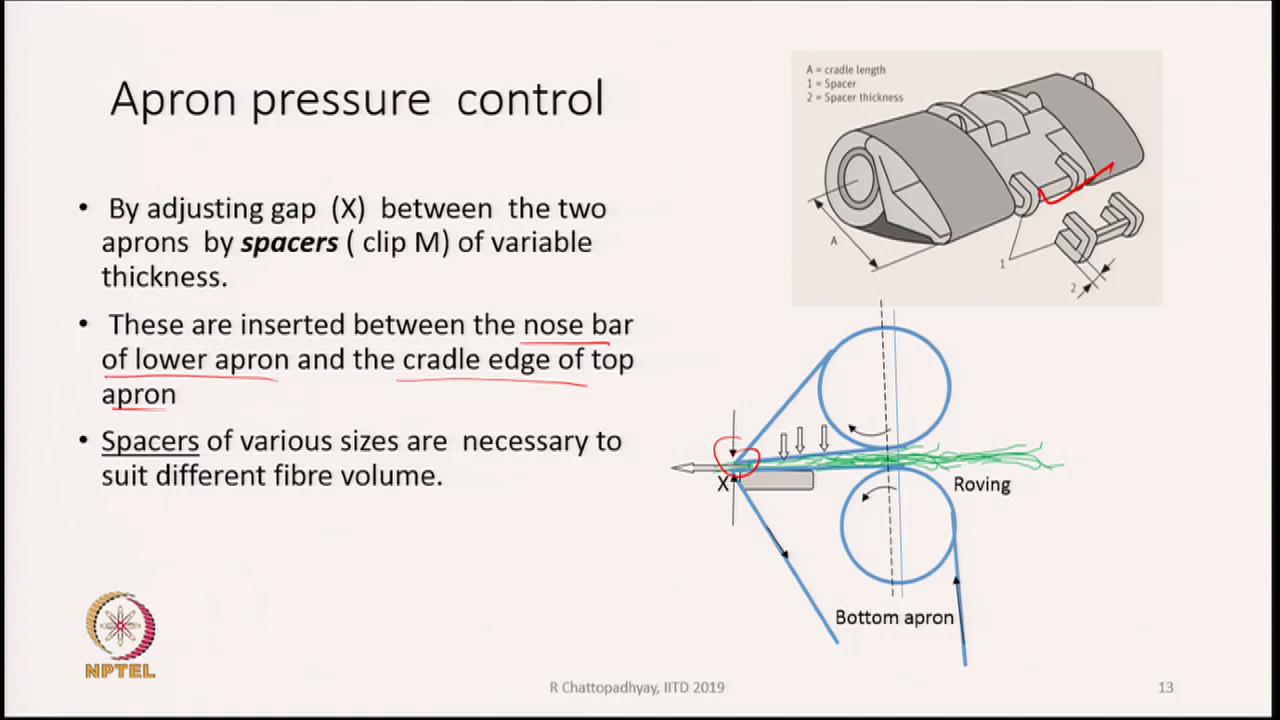 Apron pressure control
A = cradle length
1 = Spacer
2 = Spacer thickness
A
1
2
• By adjusting gap (X) between the two
aprons by spacers ( clip M) of variable
thickness.
• These are inserted between the nose bar
of lower apron and the cradle edge of top
apron
• Spacers of various sizes are necessary to
suit different fibre volume.
X
Roving
Bottom apron
NPTEL
R Chattopadhyay, IITD 2019
13